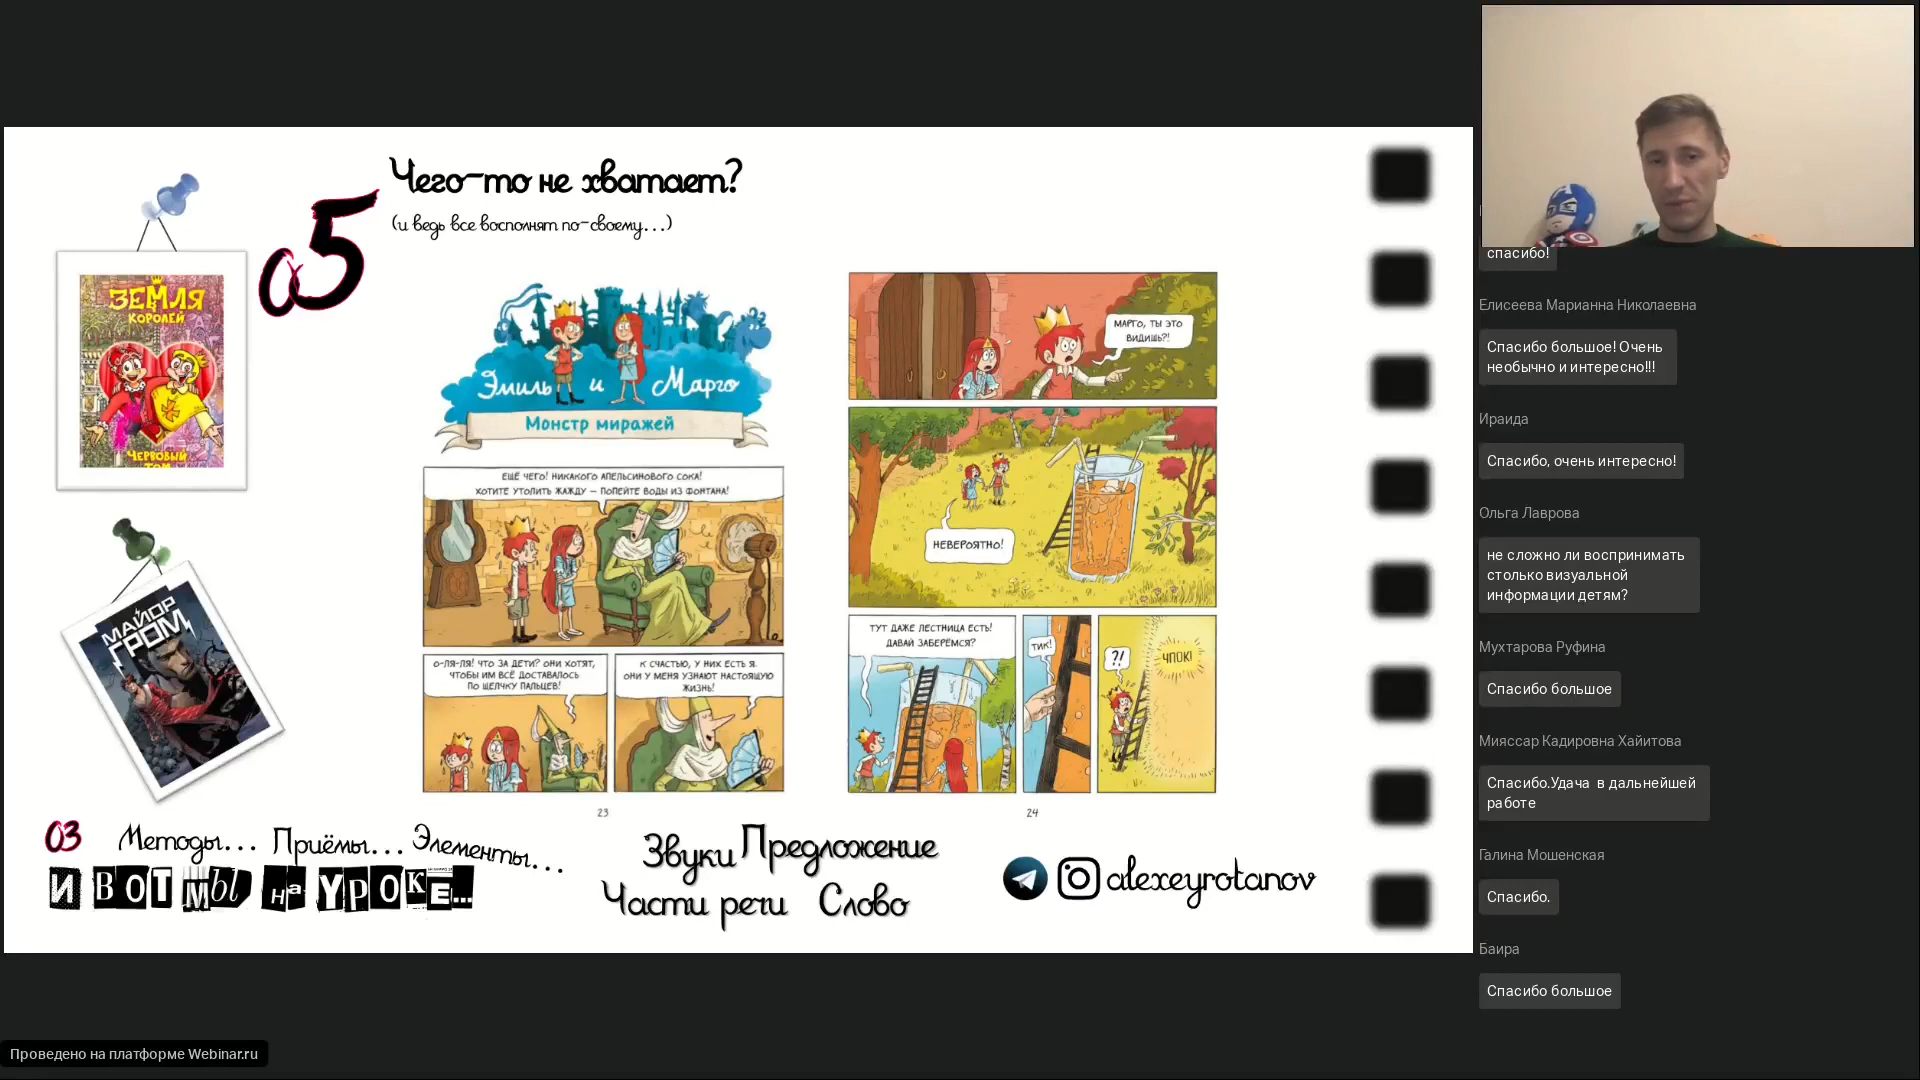 Чего-то не хватает?
(и ведь все восполнят по-своему...)
05
ЗЕМЛЯ
КОРОЛЕЙ
ЧЕРВОВЫЙ
ТОМ
МАЙОР
ГРОМ
Эмиль и Марго
Монстр миражей
ЕЩЁ ЧЕГО! НИКАКОГО АПЕЛЬСИНОВОГО СОКА!
ХОТИТЕ УТОЛИТЬ ЖАЖДУ — ПОПЕЙТЕ ВОДЫ ИЗ ФОНТАНА!
О-ЛЯ-ЛЯ! ЧТО ЗА ДЕТИ? ОНИ ХОТЯТ,
ЧТОБЫ ИМ ВСЁ ДОСТАВАЛОСЬ
ПО ЩЕЛЧКУ ПАЛЬЦЕВ!
К СЧАСТЬЮ, У НИХ ЕСТЬ Я.
ОНИ У МЕНЯ УЗНАЮТ НАСТОЯЩУЮ
ЖИЗНЬ!
23
МАРГО, ТЫ ЭТО
ВИДИШЬ?!
НЕВЕРОЯТНО!
ТУТ ДАЖЕ ЛЕСТНИЦА ЕСТЬ!
ДАВАЙ ЗАБЕРЁМСЯ?
ТИК!
?!
ЧПОК!
24
03
Методы... Приёмы... Элементы...
И ВОТ МЫ НА УРОКЕ...
Звуки Предложение
Части речи Слово
alexeyrotanov
спасибо!
Елисеева Марианна Николаевна
Спасибо большое! Очень
необычно и интересно!!!
Ираида
Спасибо, очень интересно!
Ольга Лаврова
не сложно ли воспринимать
столько визуальной
информации детям?
Мухтарова Руфина
Спасибо большое
Мияссар Кадировна Хайитова
Спасибо.Удача в дальнейшей
работе
Галина Мошенская
Спасибо.
Баира
Спасибо большое
Проведено на платформе Webinar.ru